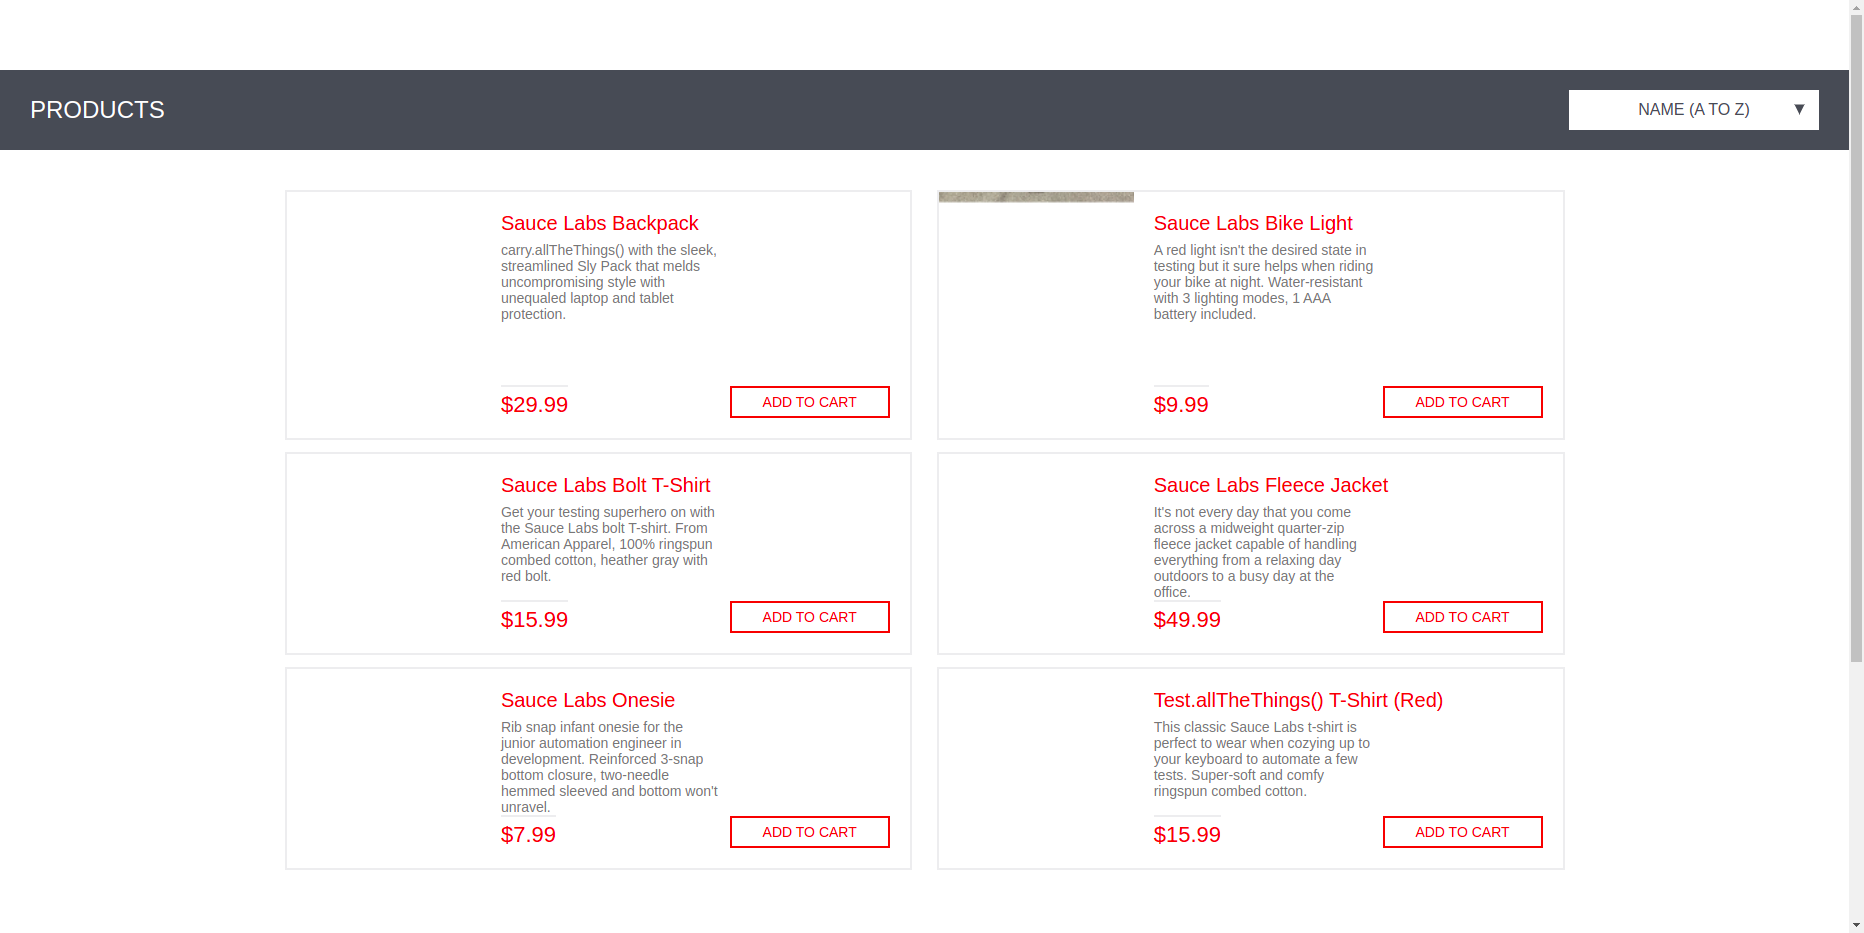 PRODUCTS
NAME (A TO Z) ▼
Sauce Labs Backpack
carry.allTheThings() with the sleek,
streamlined Sly Pack that melds
uncompromising style with
unequaled laptop and tablet
protection.
$29.99
ADD TO CART
Sauce Labs Bike Light
A red light isn't the desired state in
testing but it sure helps when riding
your bike at night. Water-resistant
with 3 lighting modes, 1 AAA
battery included.
$9.99
ADD TO CART
Sauce Labs Bolt T-Shirt
Get your testing superhero on with
the Sauce Labs bolt T-shirt. From
American Apparel, 100% ringspun
combed cotton, heather gray with
red bolt.
$15.99
ADD TO CART
Sauce Labs Fleece Jacket
It's not every day that you come
across a midweight quarter-zip
fleece jacket capable of handling
everything from a relaxing day
outdoors to a busy day at the
office.
$49.99
ADD TO CART
Sauce Labs Onesie
Rib snap infant onesie for the
junior automation engineer in
development. Reinforced 3-snap
bottom closure, two-needle
hemmed sleeved and bottom won't
unravel.
$7.99
ADD TO CART
Test.allTheThings() T-Shirt (Red)
This classic Sauce Labs t-shirt is
perfect to wear when cozying up to
your keyboard to automate a few
tests. Super-soft and comfy
ringspun combed cotton.
$15.99
ADD TO CART